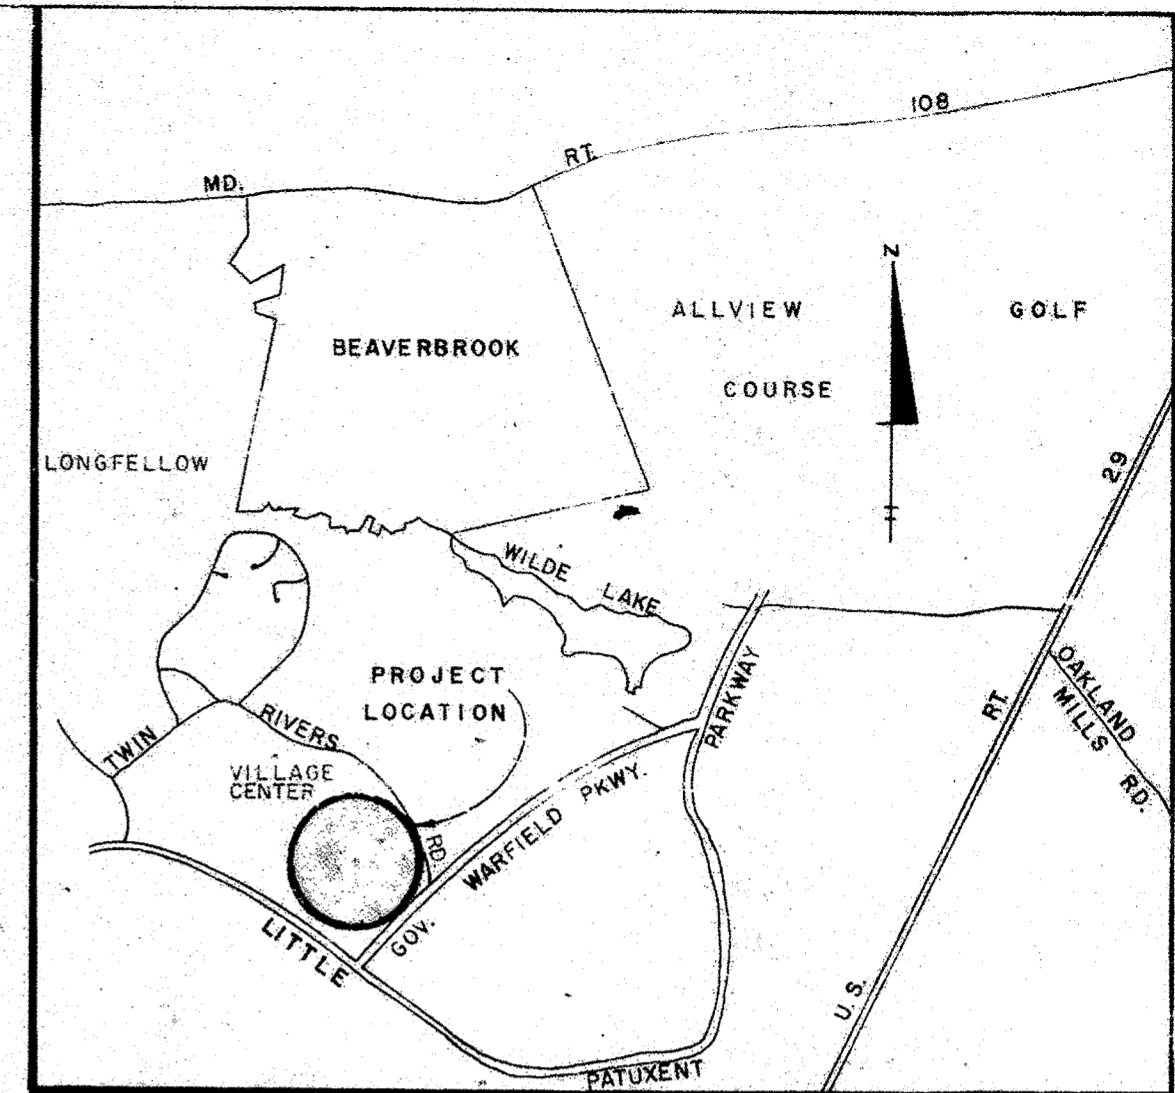 108
MD. RT.
N
ALLVIEW GOLF
COURSE
BEAVERBROOK
29
LONGFELLOW
WILDE LAKE
PROJECT
LOCATION
PARKWAY
OAKLAND
MILLS RD.
TWIN RIVERS RD.
VILLAGE
CENTER
GOV. WARFIELD PKWY.
U.S. RT.
LITTLE
PATUXENT